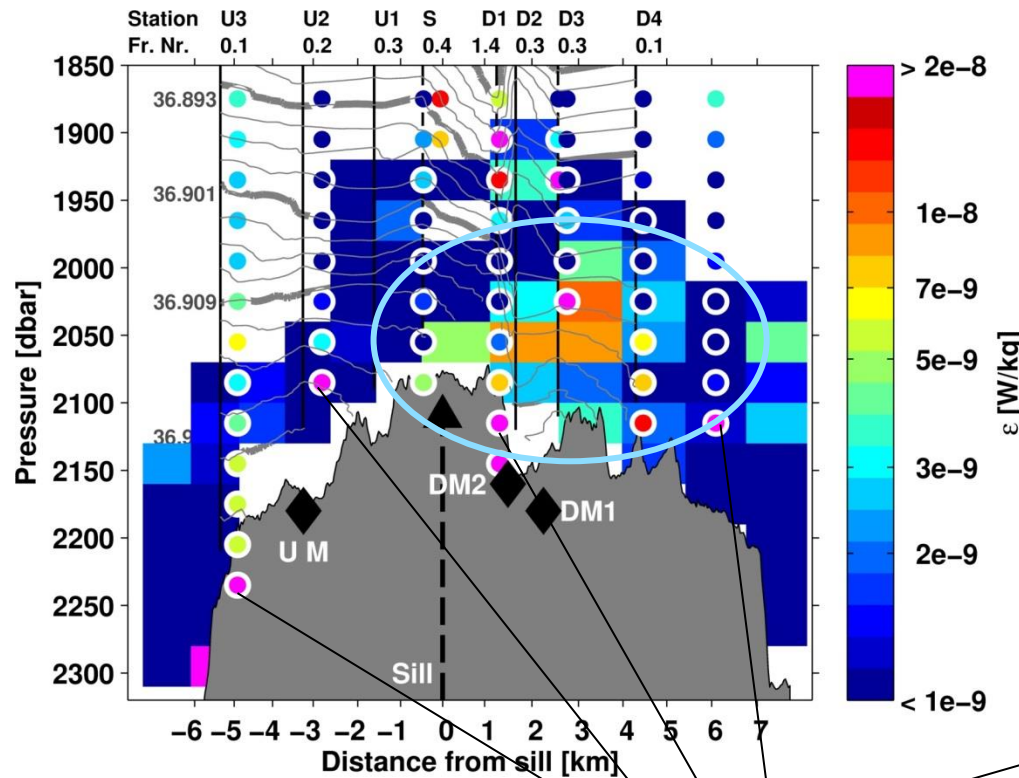 Station U3 U2 U1 S D1 D2 D3 D4
Fr. Nr. 0.1 0.2 0.3 0.4 1.4 0.3 0.3 0.1
1850
1900
1950
2000
2050
2100
2150
2200
2250
2300
Pressure [dbar]
36.893
36.901
36.909
36.9
DM2
DM1
U M
Sill
−6 −5 −3 −2 −1 0 1 2 3 4 5 6 7
Distance from sill [km]
> 2e−8
1e−8
7e−9
5e−9
3e−9
2e−9
< 1e−9
ε [W/kg]